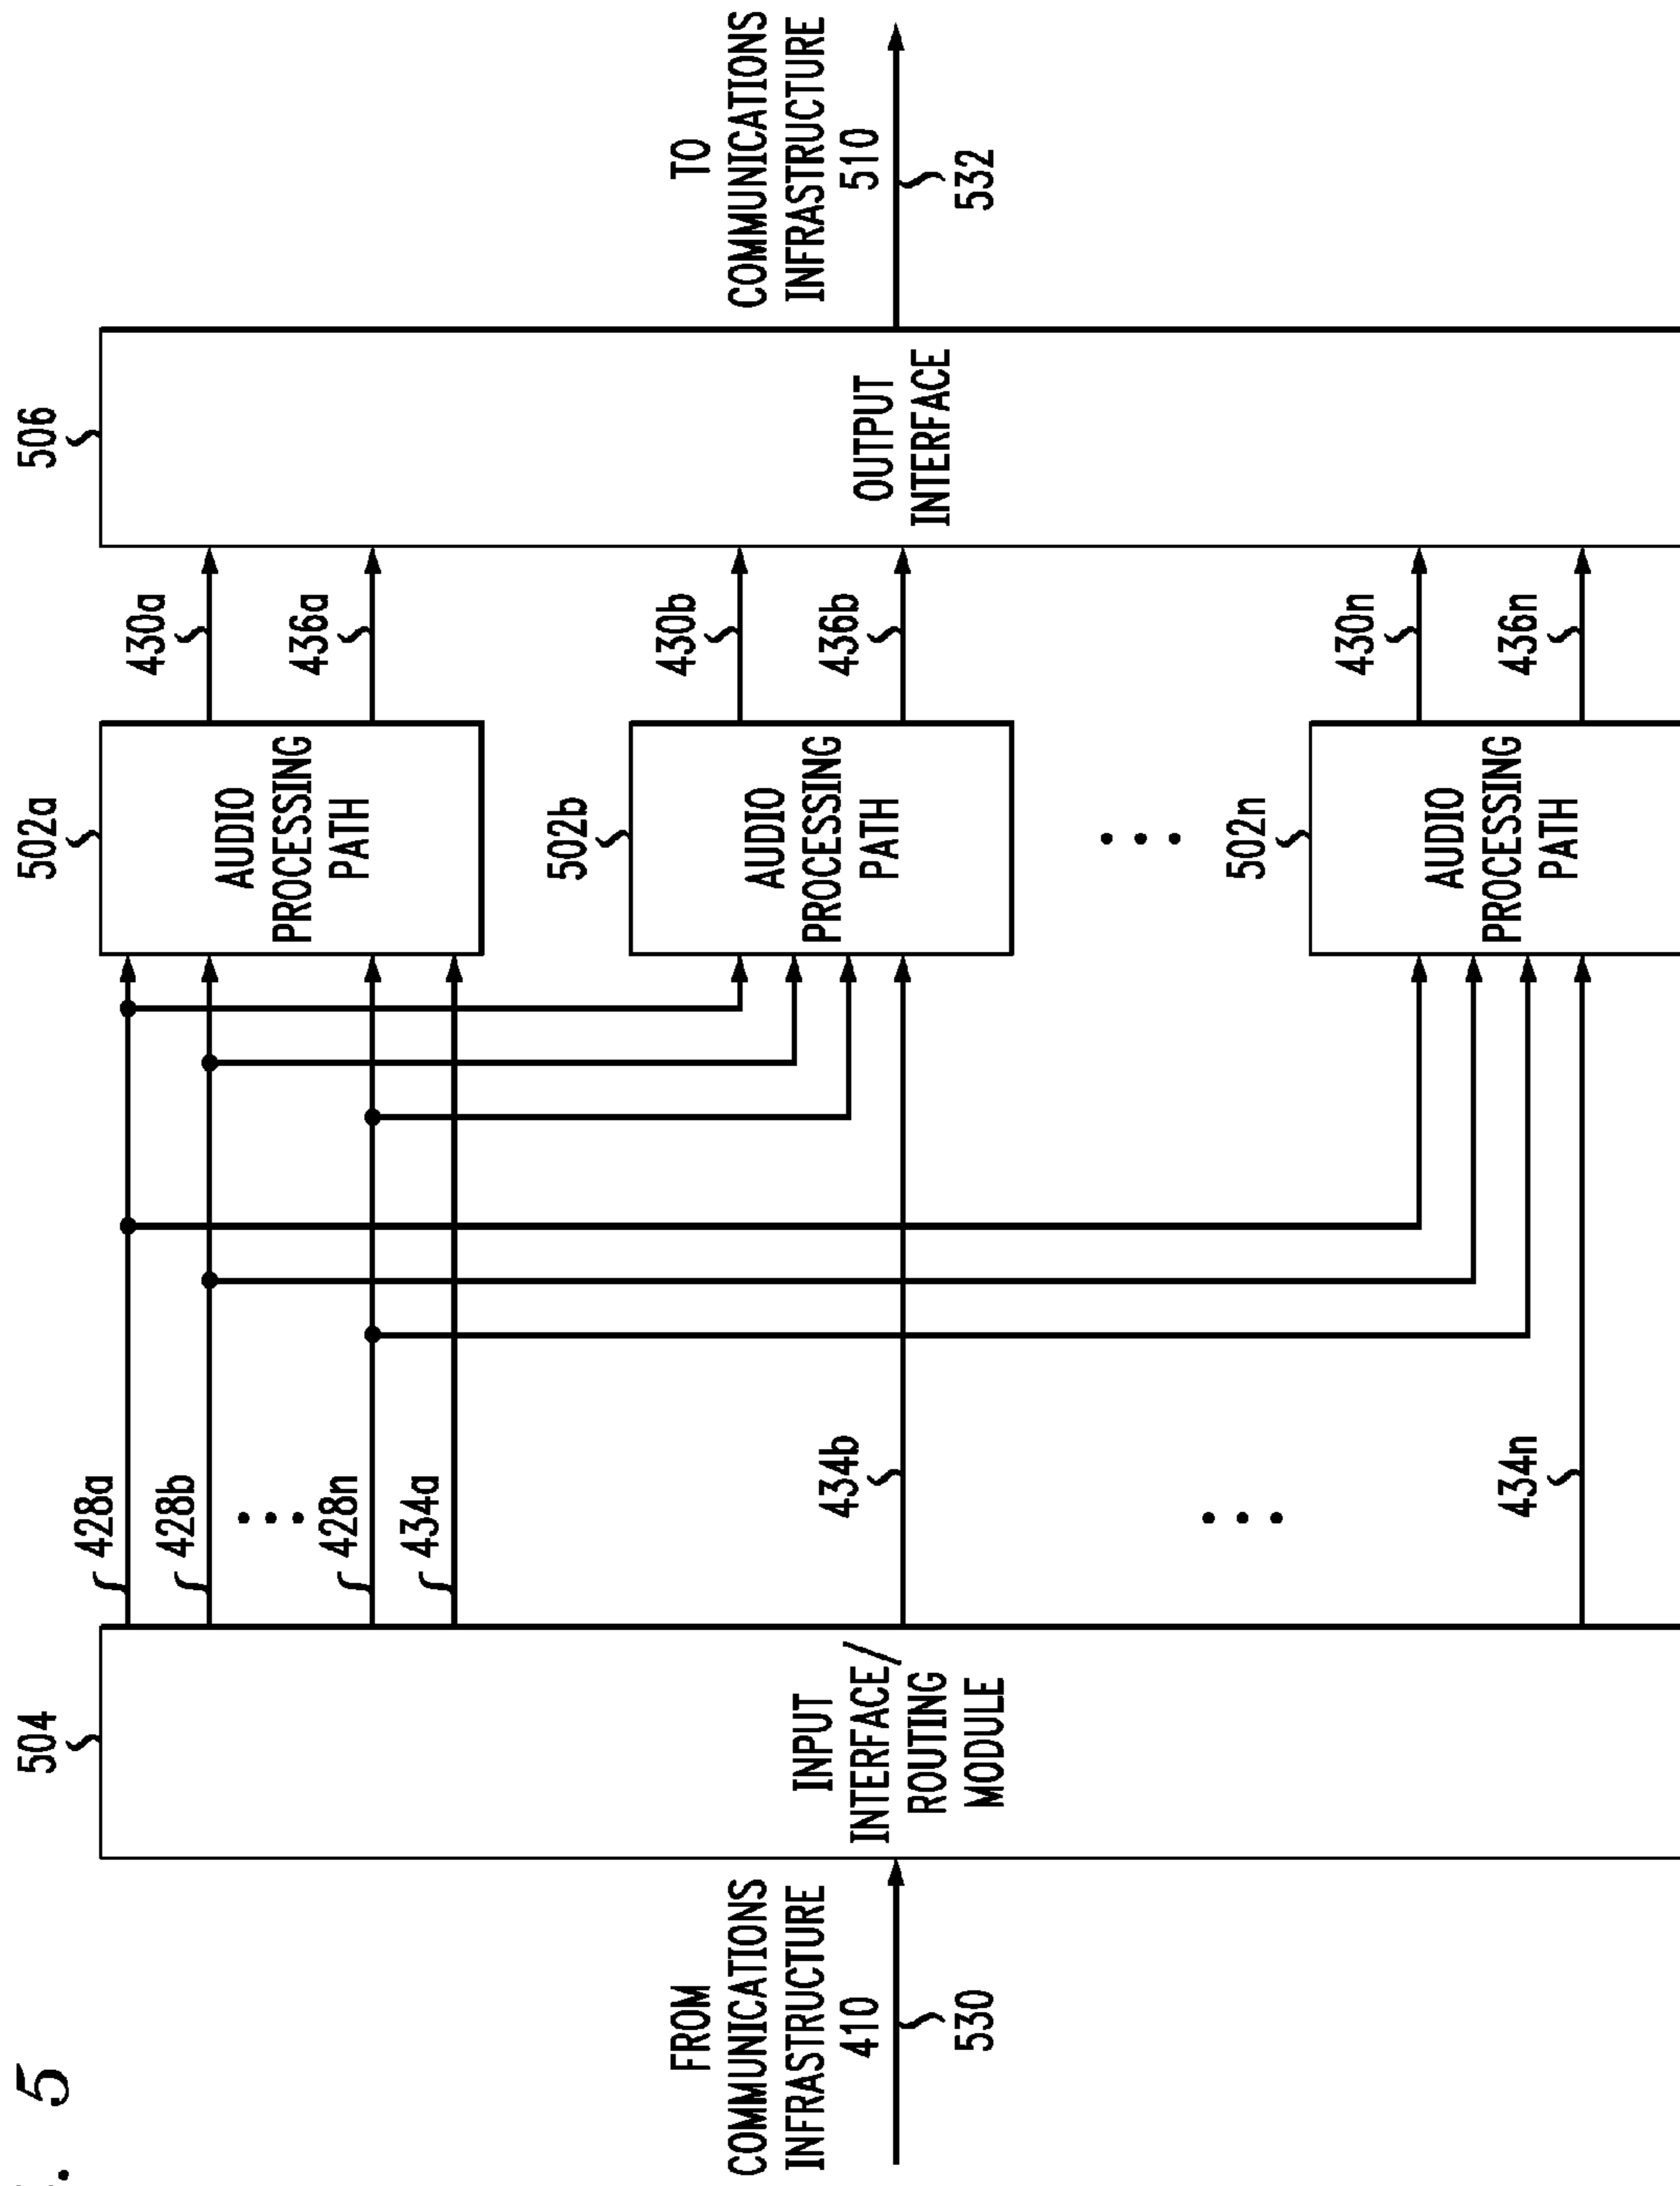 . 5
504
502a
506
428a
428b
428n
434a
434b
434n
FROM
COMMUNICATIONS
INFRASTRUCTURE
410
530
INPUT
INTERFACE/
ROUTING
MODULE
AUDIO
PROCESSING
PATH
430a
436a
502b
AUDIO
PROCESSING
PATH
430b
436b
502n
AUDIO
PROCESSING
PATH
430n
436n
OUTPUT
INTERFACE
TO
COMMUNICATIONS
INFRASTRUCTURE
510
532